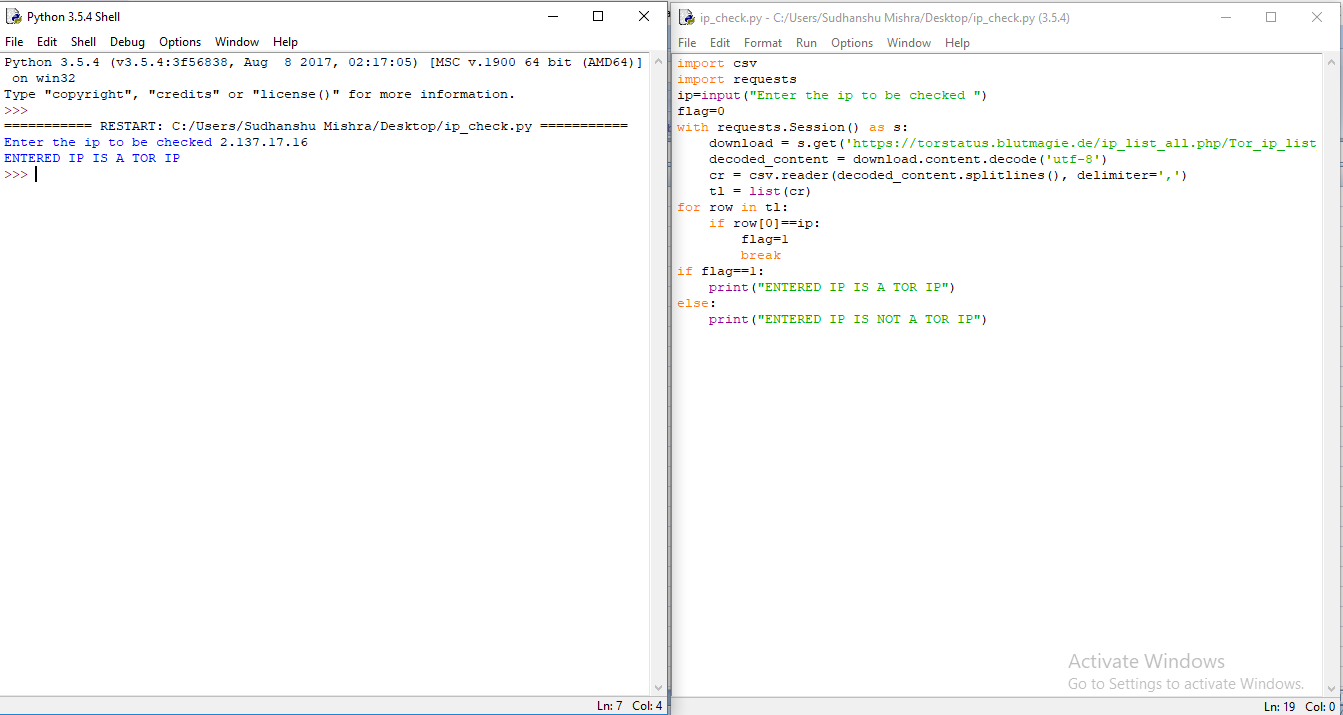 Python 3.5.4 Shell
File Edit Shell Debug Options Window Help
Python 3.5.4 (v3.5.4:3f56838, Aug  8 2017, 02:17:05) [MSC v.1900 64 bit (AMD64)]
 on win32
Type "copyright", "credits" or "license()" for more information.
>>>
=========== RESTART: C:/Users/Sudhanshu Mishra/Desktop/ip_check.py ===========
Enter the ip to be checked 2.137.17.16
ENTERED IP IS A TOR IP
>>>
Ln: 7 Col: 4
ip_check.py - C:/Users/Sudhanshu Mishra/Desktop/ip_check.py (3.5.4)
File Edit Format Run Options Window Help
import csv
import requests
ip=input("Enter the ip to be checked ")
flag=0
with requests.Session() as s:
    download = s.get('https://torstatus.blutmagie.de/ip_list_all.php/Tor_ip_list
    decoded_content = download.content.decode('utf-8')
    cr = csv.reader(decoded_content.splitlines(), delimiter=',')
    tl = list(cr)
for row in tl:
    if row[0]==ip:
        flag=1
        break
if flag==1:
    print("ENTERED IP IS A TOR IP")
else:
    print("ENTERED IP IS NOT A TOR IP")
Activate Windows
Go to Settings to activate Windows.
Ln: 19 Col: 0